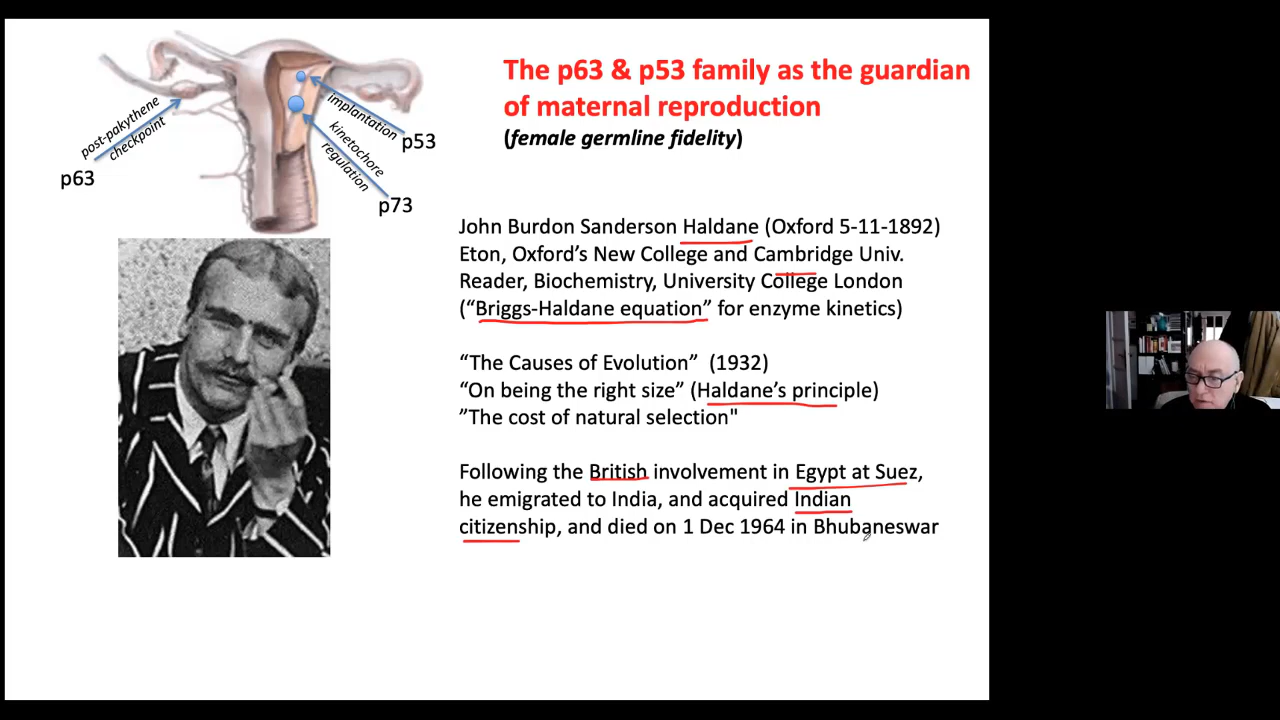 The p63 & p53 family as the guardian
of maternal reproduction
(female germline fidelity)
post-pakythene
checkpoint
p63
implantation
p53
kinetochore
regulation
p73
John Burdon Sanderson Haldane (Oxford 5-11-1892)
Eton, Oxford’s New College and Cambridge Univ.
Reader, Biochemistry, University College London
(“Briggs-Haldane equation” for enzyme kinetics)
“The Causes of Evolution” (1932)
“On being the right size” (Haldane’s principle)
”The cost of natural selection"
Following the British involvement in Egypt at Suez,
he emigrated to India, and acquired Indian
citizenship, and died on 1 Dec 1964 in Bhubaneswar